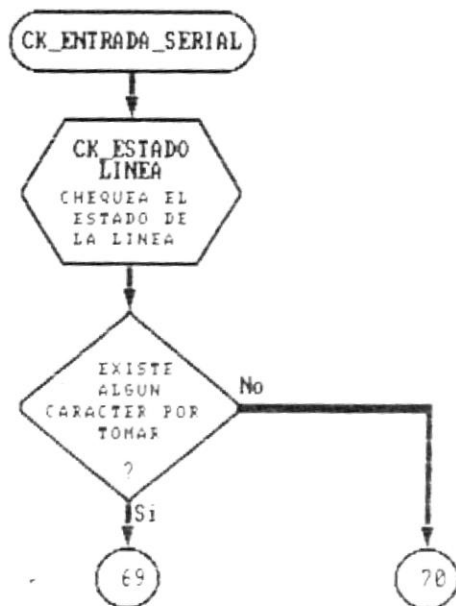 CK_ENTRADA_SERIAL
CK_ESTADO
LINEA
CHEQUEA EL
ESTADO DE
LA LINEA
EXISTE
ALGUN
CARACTER POR
TOMAR
?
No
Si
69
70